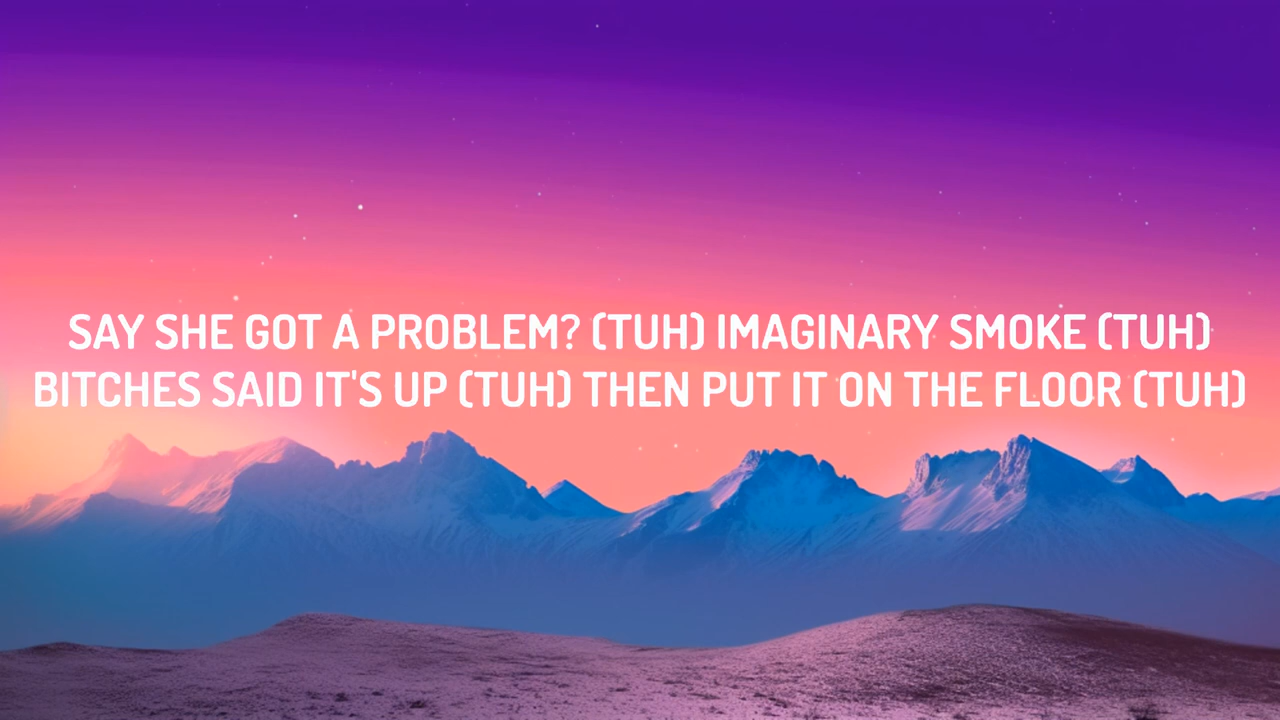 SAY SHE GOT A PROBLEM? (TUH) IMAGINARY SMOKE (TUH)
BITCHES SAID IT'S UP (TUH) THEN PUT IT ON THE FLOOR (TUH)